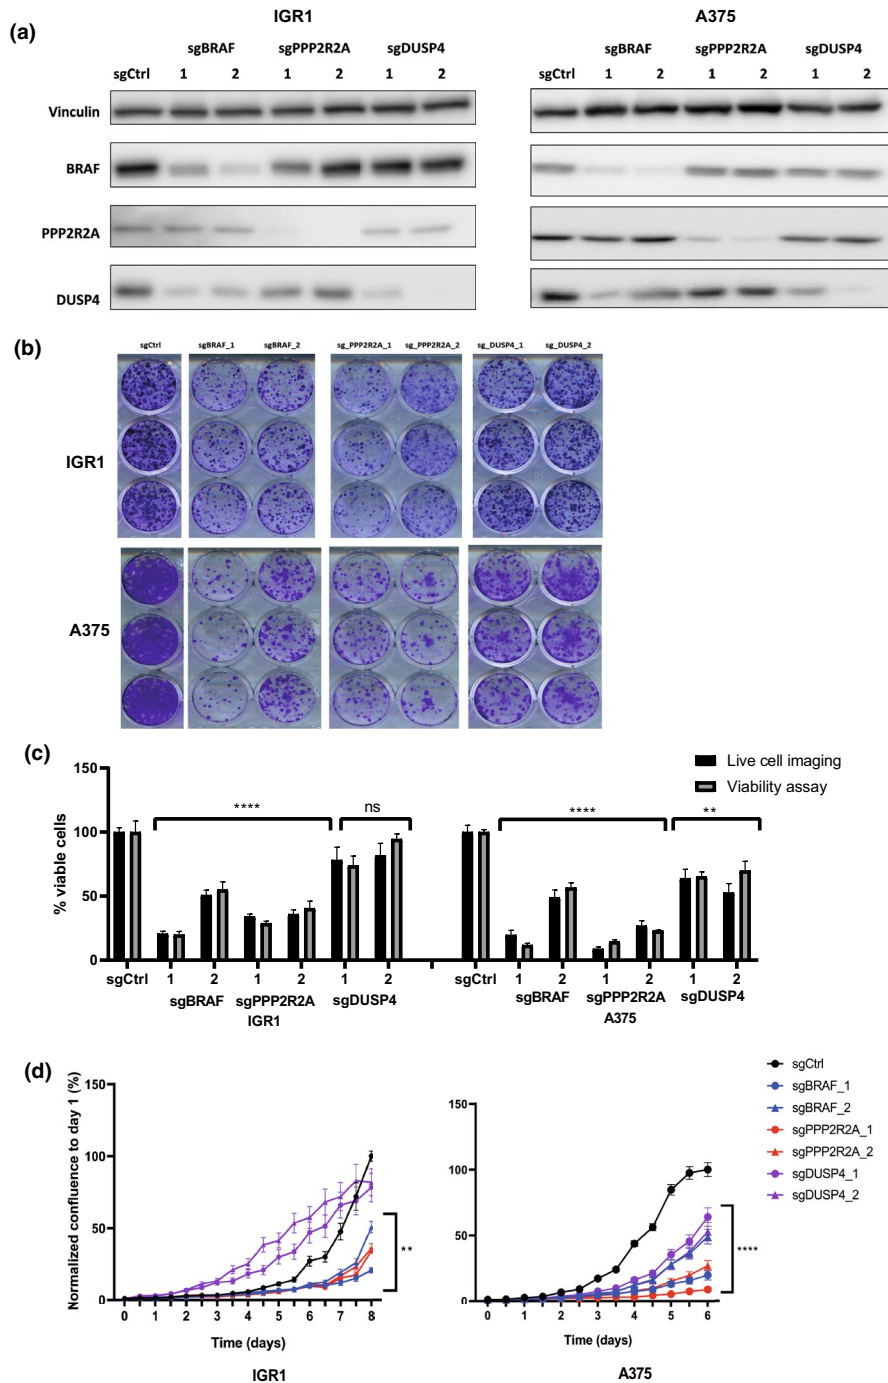 (a)
IGR1
A375
sgBRAF sgPPP2R2A sgDUSP4
sgCtrl 1 2 1 2 1 2
sgBRAF sgPPP2R2A sgDUSP4
sgCtrl 1 2 1 2 1 2
Vinculin
BRAF
PPP2R2A
DUSP4
(b)
sgCtrl sgBRAF_1 sgBRAF_2 sg_PPP2R2A_1 sg_PPP2R2A_2 sg_DUSP4_1 sg_DUSP4_2
IGR1
A375
(c)
Live cell imaging
Viability assay
% viable cells
150
100
50
0
**** ns **** **
sgCtrl 1 2 1 2 1 2 sgCtrl 1 2 1 2 1 2
sgBRAF sgPPP2R2A sgDUSP4 sgBRAF sgPPP2R2A sgDUSP4
IGR1 A375
(d)
Normalized confluence to day 1 (%)
150
100
50
0
0 1 2 3 4 5 6 7 8
Time (days)
**
IGR1
150
100
50
0
0 1 2 3 4 5 6
Time (days)
****
A375
sgCtrl
sgBRAF_1
sgBRAF_2
sgPPP2R2A_1
sgPPP2R2A_2
sgDUSP4_1
sgDUSP4_2